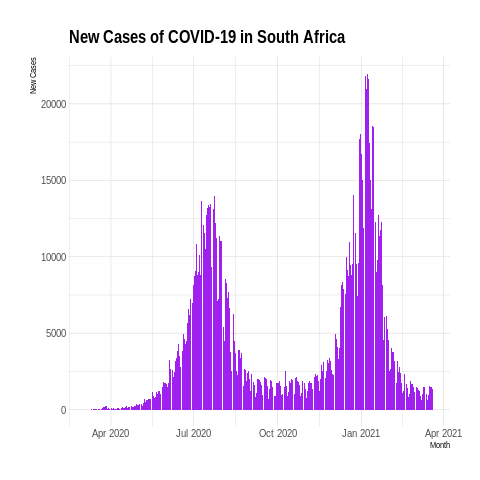 New Cases of COVID-19 in South Africa
New Cases
20000
15000
10000
5000
0
Apr 2020 Jul 2020 Oct 2020 Jan 2021 Apr 2021
Month